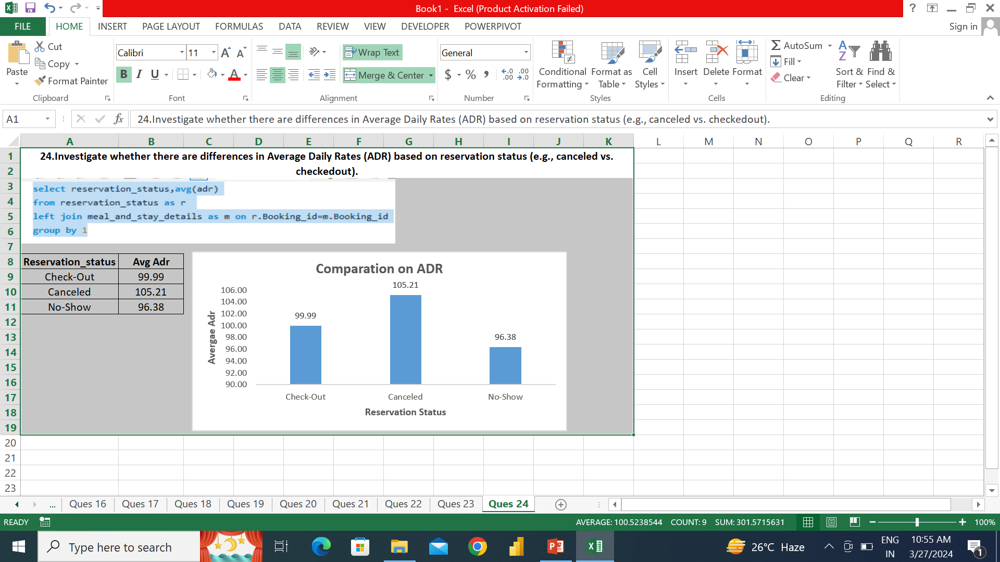 Book1 - Excel (Product Activation Failed)
?
FILE HOME INSERT PAGE LAYOUT FORMULAS DATA REVIEW VIEW DEVELOPER POWERPIVOT Sign in
Paste
Cut
Copy
Format Painter
Clipboard
Calibri 11 A A
B I U A
Font
Wrap Text
Merge & Center
Alignment
General
$ % , .0 .00 .00 .0
Number
Conditional Formatting
Format as Table
Cell Styles
Styles
Insert Delete Format
Cells
AutoSum
Fill
Clear
Sort & Filter
Find & Select
Editing
A1 fx 24.Investigate whether there are differences in Average Daily Rates (ADR) based on reservation status (e.g., canceled vs. checkedout).
A B C D E F G H I J K L M N O P Q R
1
2
3
4
5
6
7
8
9
10
11
12
13
14
15
16
17
18
19
20
21
22
23
24.Investigate whether there are differences in Average Daily Rates (ADR) based on reservation status (e.g., canceled vs.
checkedout).
select reservation_status,avg(adr)
from reservation_status as r
left join meal_and_stay_details as m on r.Booking_id=m.Booking_id
group by 1
Reservation_status Avg Adr
Check-Out 99.99
Canceled 105.21
No-Show 96.38
Comparation on ADR
106.00
104.00
102.00
100.00
98.00
96.00
94.00
92.00
90.00
Avergae Adr
99.99
105.21
96.38
Check-Out Canceled No-Show
Reservation Status
... Ques 16 Ques 17 Ques 18 Ques 19 Ques 20 Ques 21 Ques 22 Ques 23 Ques 24
READY AVERAGE: 100.5238544 COUNT: 9 SUM: 301.5715631 100%
Type here to search
26°C Haze
ENG
IN
10:55 AM
3/27/2024
1